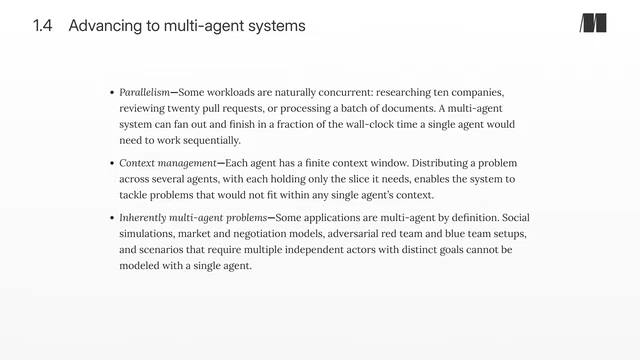 1.4 Advancing to multi-agent systems
• Parallelism—Some workloads are naturally concurrent: researching ten companies,
reviewing twenty pull requests, or processing a batch of documents. A multi-agent
system can fan out and finish in a fraction of the wall-clock time a single agent would
need to work sequentially.
• Context management—Each agent has a finite context window. Distributing a problem
across several agents, with each holding only the slice it needs, enables the system to
tackle problems that would not fit within any single agent's context.
• Inherently multi-agent problems—Some applications are multi-agent by definition. Social
simulations, market and negotiation models, adversarial red team and blue team setups,
and scenarios that require multiple independent actors with distinct goals cannot be
modeled with a single agent.